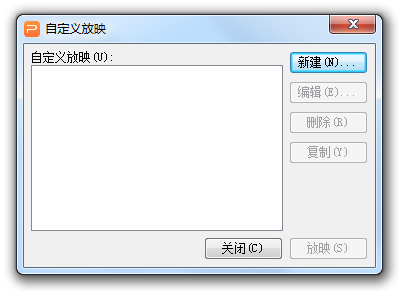 自定义放映
自定义放映(U):
新建(N)...
编辑(E)...
删除(R)
复制(Y)
关闭(C)
放映(S)